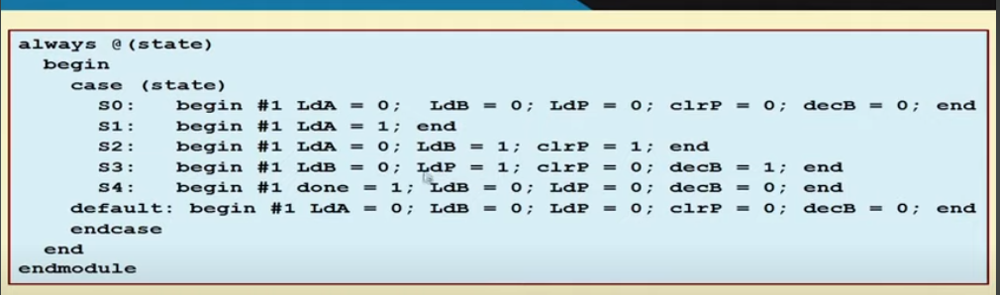 always @(state)
begin
case (state)
S0: begin #1 LdA = 0; LdB = 0; LdP = 0; clrP = 0; decB = 0; end
S1: begin #1 LdA = 1; end
S2: begin #1 LdA = 0; LdB = 1; clrP = 1; end
S3: begin #1 LdB = 0; LdP = 1; clrP = 0; decB = 1; end
S4: begin #1 done = 1; LdB = 0; LdP = 0; decB = 0; end
default: begin #1 LdA = 0; LdB = 0; LdP = 0; clrP = 0; decB = 0; end
endcase
end
endmodule